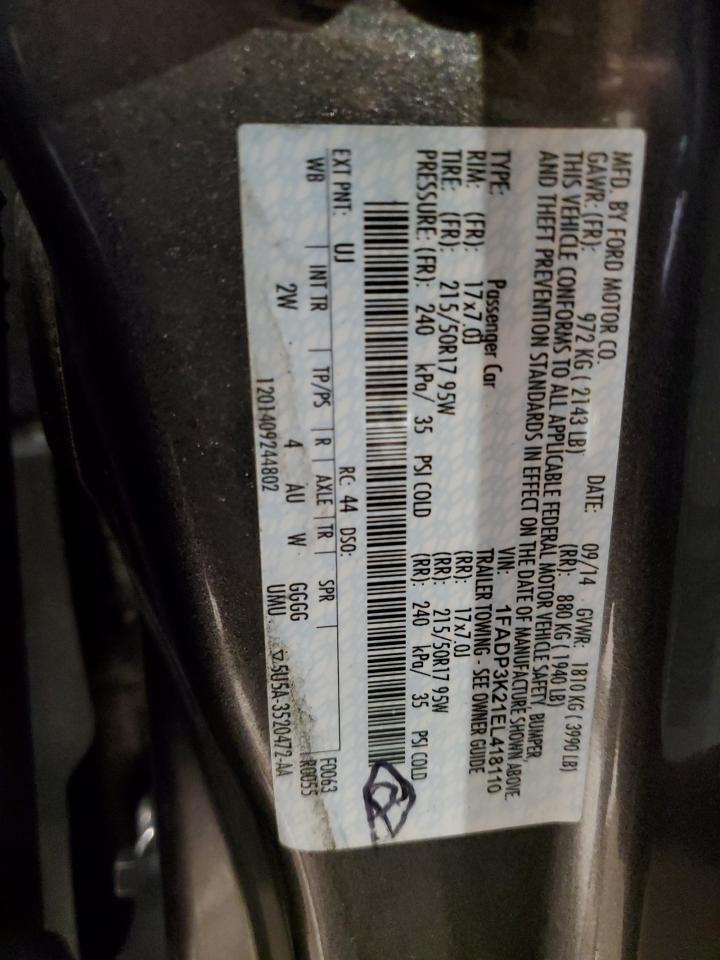 MFD. BY FORD MOTOR CO. DATE: 09/14 GVWR: 1810 KG ( 3990 LB)
GAWR: (FR): 972 KG ( 2143 LB) (RR): 880 KG ( 1940 LB)
THIS VEHICLE CONFORMS TO ALL APPLICABLE FEDERAL MOTOR VEHICLE SAFETY, BUMPER,
AND THEFT PREVENTION STANDARDS IN EFFECT ON THE DATE OF MANUFACTURE SHOWN ABOVE
VIN: 1FADP3K21EL418110
TYPE: Passenger Car TRAILER TOWING - SEE OWNER GUIDE
RIM: (FR): 17x7.0J (RR): 17x7.0J
TIRE: (FR): 215/50R17 95W (RR): 215/50R17 95W
PRESSURE: (FR): 240 kPa/ 35 PSI COLD (RR): 240 kPa/ 35 PSI COLD
F0063
R0055
EXT PNT: UJ RC: 44 DSO:
WB INT TR TP/PS R AXLE TR SPR
2W 4 AU W GGGG
UMU
1201409244802 5U5A-3520472-AA